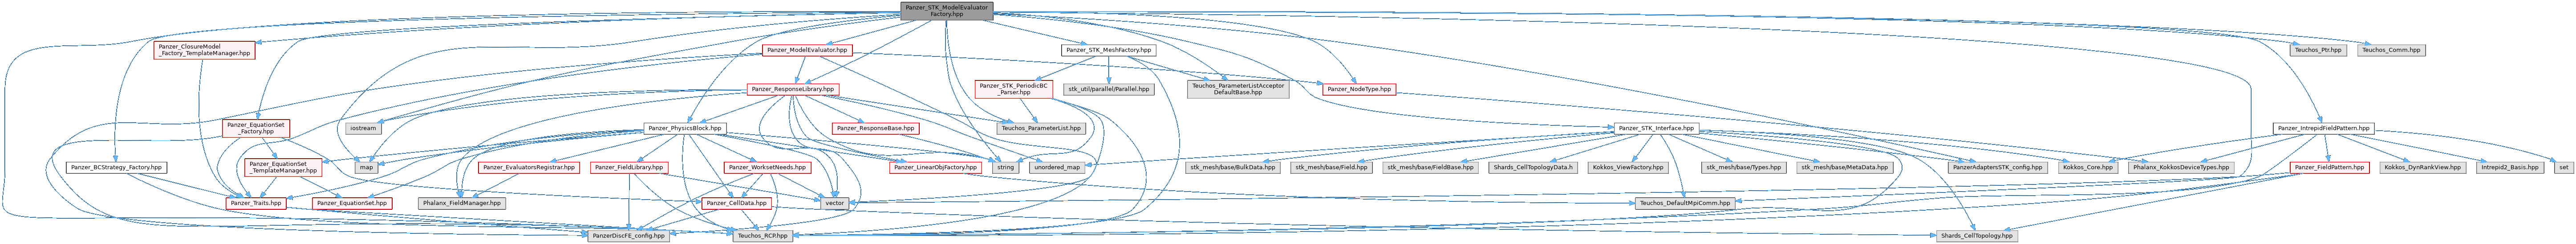 Panzer_STK_ModelEvaluator
Factory.hpp
Panzer_ClosureModel
_Factory_TemplateManager.hpp
Panzer_ModelEvaluator.hpp
Panzer_STK_MeshFactory.hpp
Teuchos_Ptr.hpp
Teuchos_Comm.hpp
Panzer_ResponseLibrary.hpp
Panzer_STK_PeriodicBC
_Parser.hpp
stk_util/parallel/Parallel.hpp
Teuchos_ParameterListAcceptor
DefaultBase.hpp
Panzer_NodeType.hpp
Panzer_EquationSet
_Factory.hpp
iostream
Panzer_PhysicsBlock.hpp
Panzer_ResponseBase.hpp
Teuchos_ParameterList.hpp
Panzer_STK_Interface.hpp
Panzer_IntrepidFieldPattern.hpp
Panzer_BCStrategy_Factory.hpp
Panzer_EquationSet
_TemplateManager.hpp
map
Panzer_EvaluatorsRegistrar.hpp
Panzer_FieldLibrary.hpp
Panzer_WorksetNeeds.hpp
Panzer_LinearObjFactory.hpp
string
unordered_map
stk_mesh/base/BulkData.hpp
stk_mesh/base/Field.hpp
stk_mesh/base/FieldBase.hpp
Shards_CellTopologyData.h
Kokkos_ViewFactory.hpp
stk_mesh/base/Types.hpp
stk_mesh/base/MetaData.hpp
PanzerAdaptersSTK_config.hpp
Kokkos_Core.hpp
Phalanx_KokkosDeviceTypes.hpp
Panzer_FieldPattern.hpp
Kokkos_DynRankView.hpp
Intrepid2_Basis.hpp
set
Panzer_Traits.hpp
Panzer_EquationSet.hpp
Phalanx_FieldManager.hpp
Panzer_CellData.hpp
vector
Teuchos_DefaultMpiComm.hpp
PanzerDiscFE_config.hpp
Teuchos_RCP.hpp
Shards_CellTopology.hpp